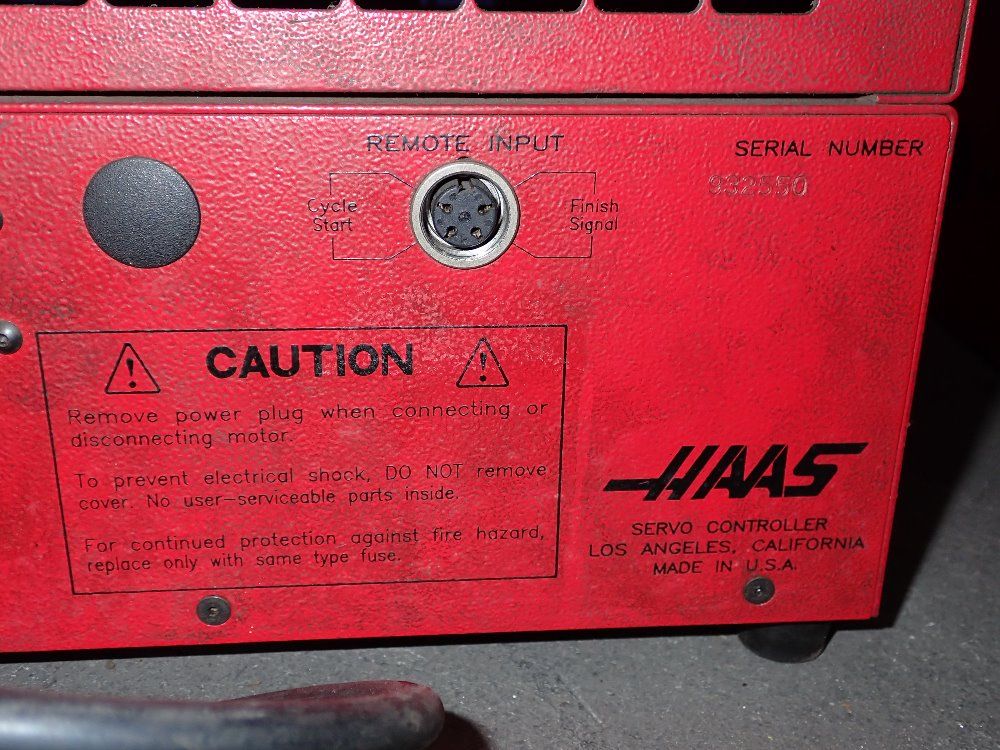 REMOTE INPUT
SERIAL NUMBER
932550
Cycle
Start
Finish
Signal
CAUTION
Remove power plug when connecting or
disconnecting motor.
To prevent electrical shock, DO NOT remove
cover. No user-serviceable parts inside.
For continued protection against fire hazard,
replace only with same type fuse.
HAAS
SERVO CONTROLLER
LOS ANGELES, CALIFORNIA
MADE IN U.S.A.